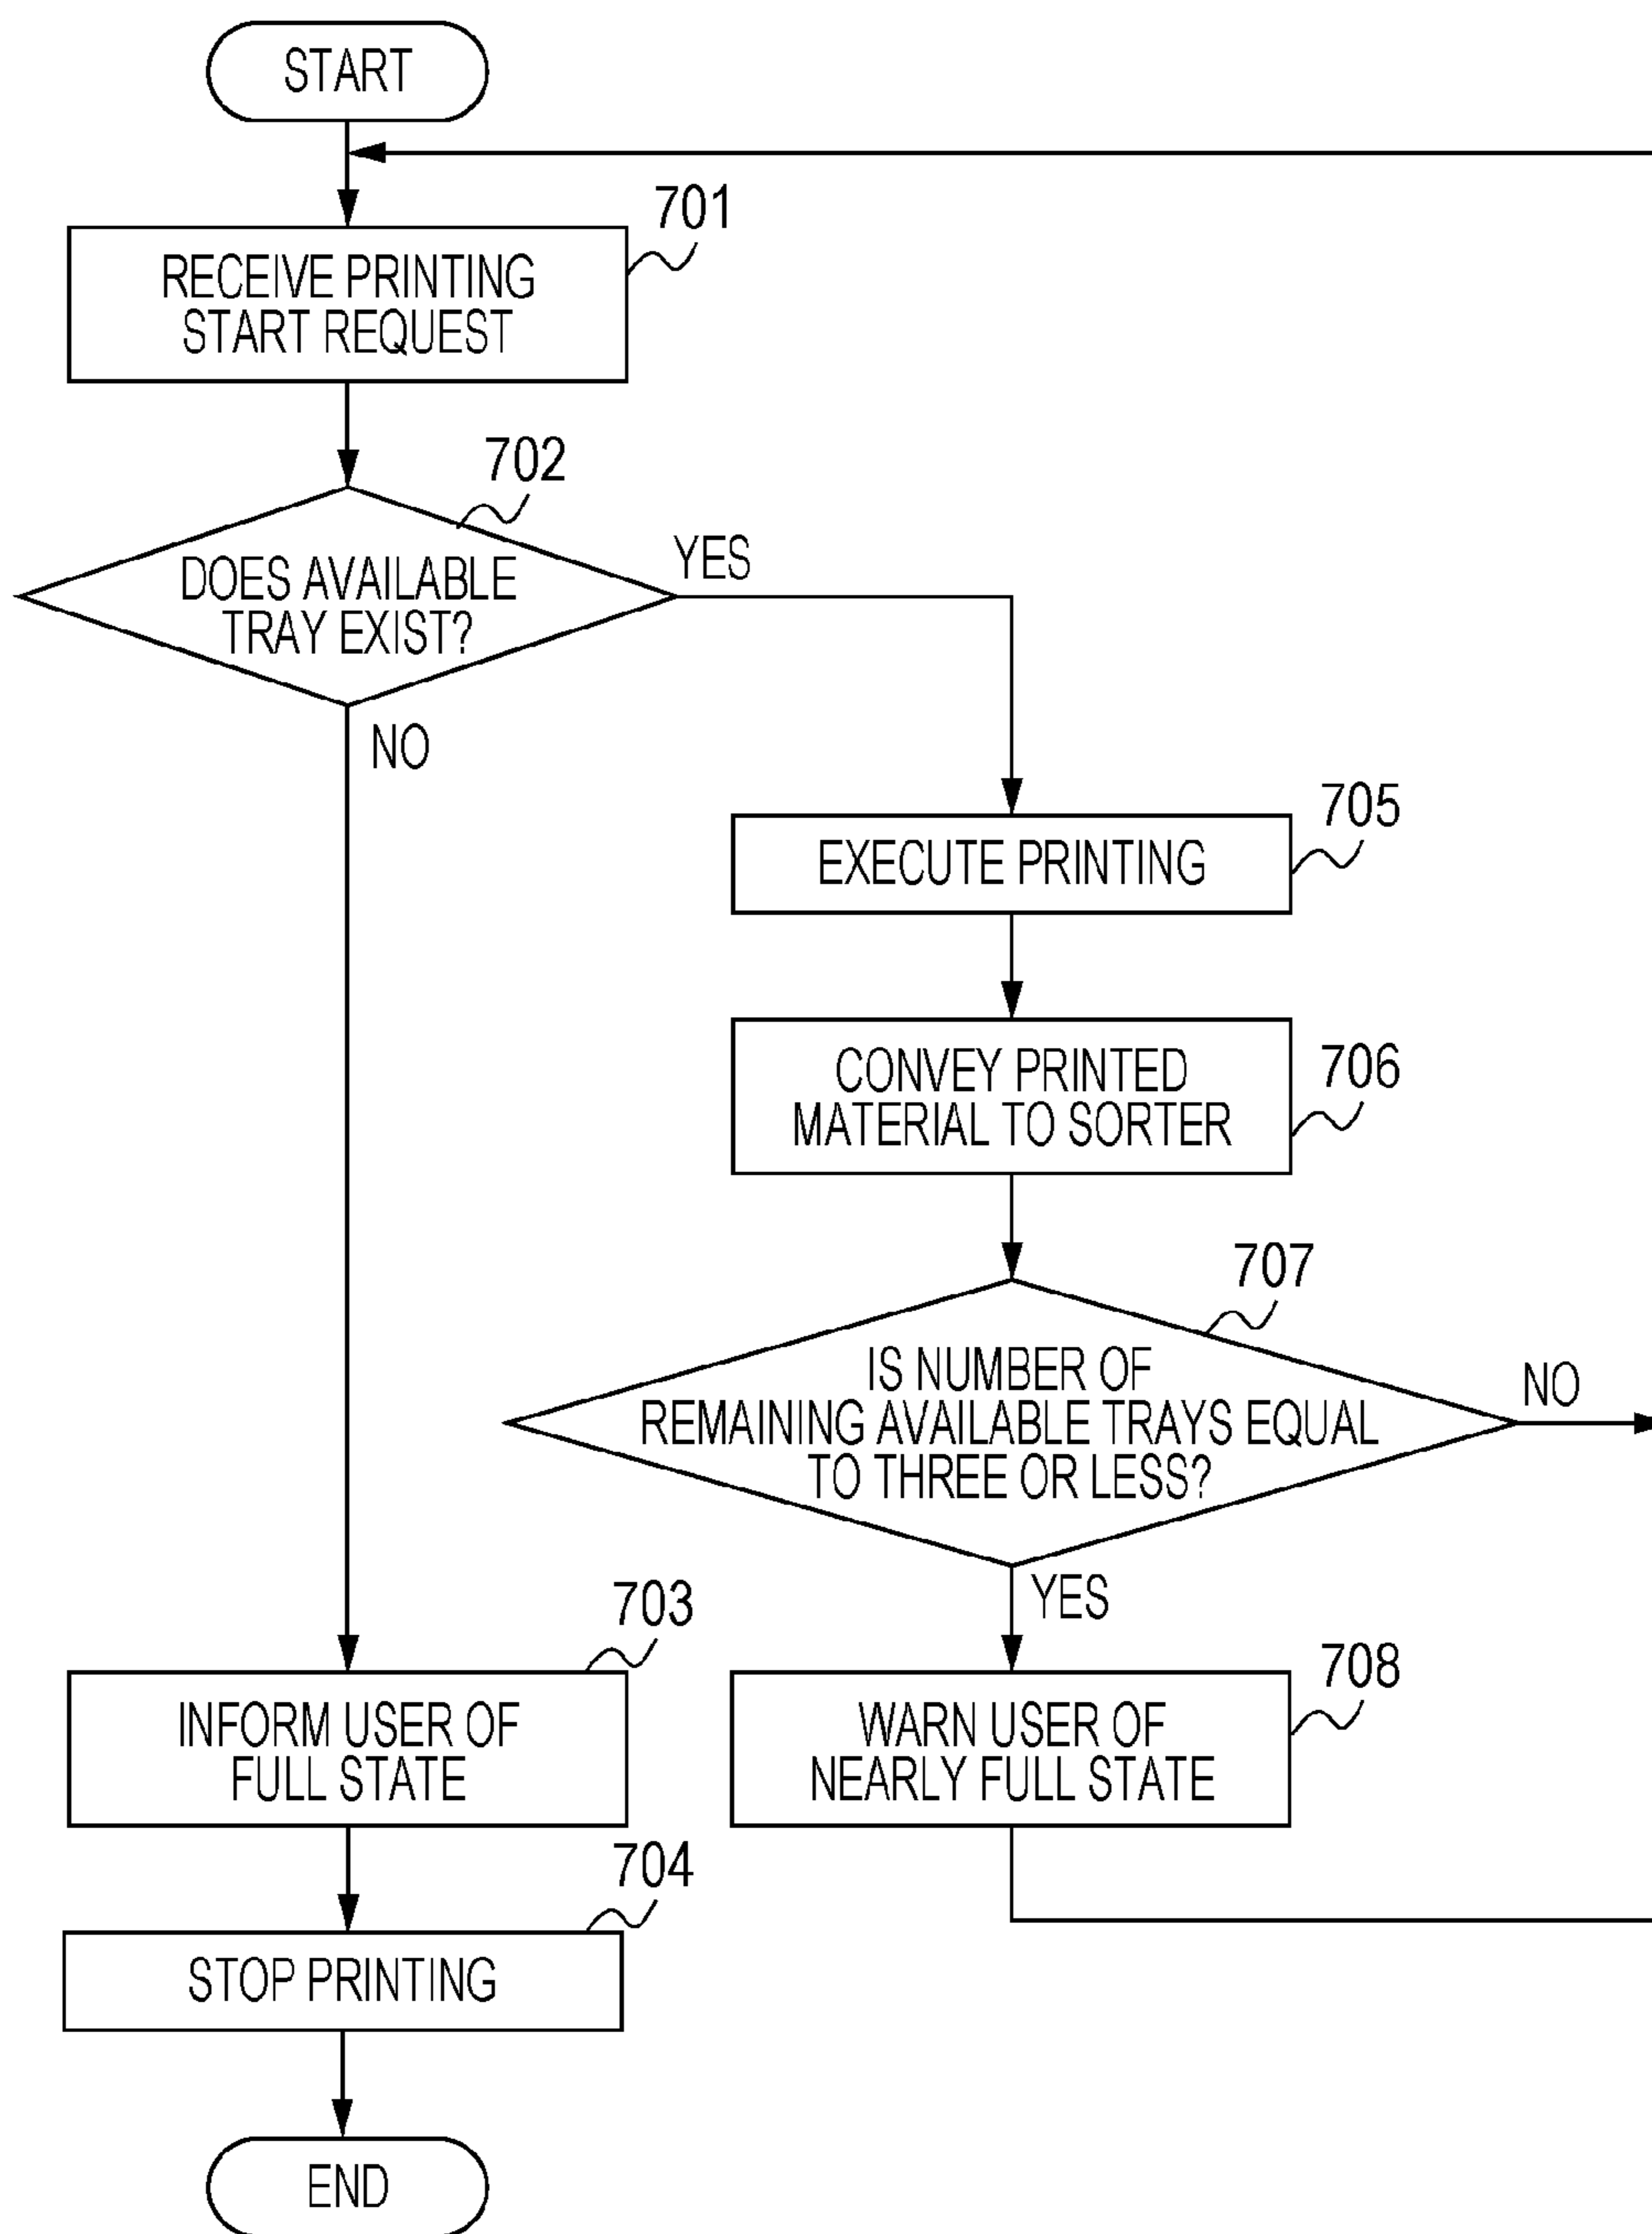 START
701
RECEIVE PRINTING
START REQUEST
702
DOES AVAILABLE
TRAY EXIST?
YES
NO
705
EXECUTE PRINTING
706
CONVEY PRINTED
MATERIAL TO SORTER
707
IS NUMBER OF
REMAINING AVAILABLE TRAYS EQUAL
TO THREE OR LESS?
NO
YES
703
INFORM USER OF
FULL STATE
708
WARN USER OF
NEARLY FULL STATE
704
STOP PRINTING
END